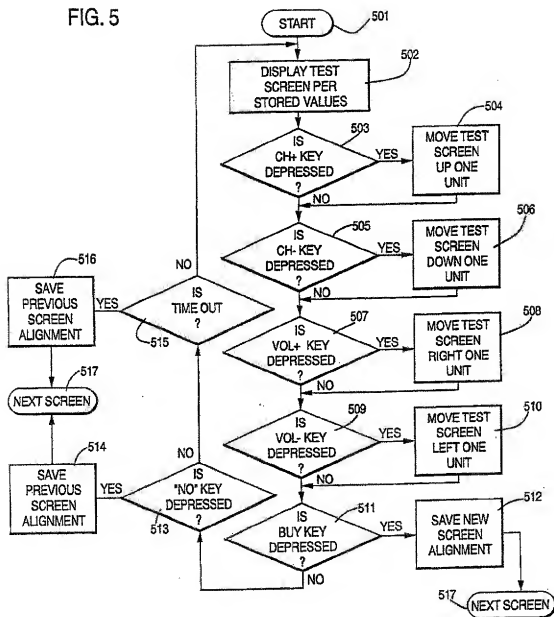 FIG. 5
START
501
502
DISPLAY TEST
SCREEN PER
STORED VALUES
503
IS
CH+ KEY
DEPRESSED
?
YES
NO
504
MOVE TEST
SCREEN
UP ONE
UNIT
505
IS
CH- KEY
DEPRESSED
?
YES
NO
506
MOVE TEST
SCREEN
DOWN ONE
UNIT
507
IS
VOL+ KEY
DEPRESSED
?
YES
NO
508
MOVE TEST
SCREEN
RIGHT ONE
UNIT
509
IS
VOL- KEY
DEPRESSED
?
YES
NO
510
MOVE TEST
SCREEN
LEFT ONE
UNIT
511
IS
BUY KEY
DEPRESSED
?
YES
NO
512
SAVE NEW
SCREEN
ALIGNMENT
517
NEXT SCREEN
IS
"NO" KEY
DEPRESSED
?
513
YES
NO
514
SAVE
PREVIOUS
SCREEN
ALIGNMENT
IS
TIME OUT
?
515
YES
NO
516
SAVE
PREVIOUS
SCREEN
ALIGNMENT
517
NEXT SCREEN